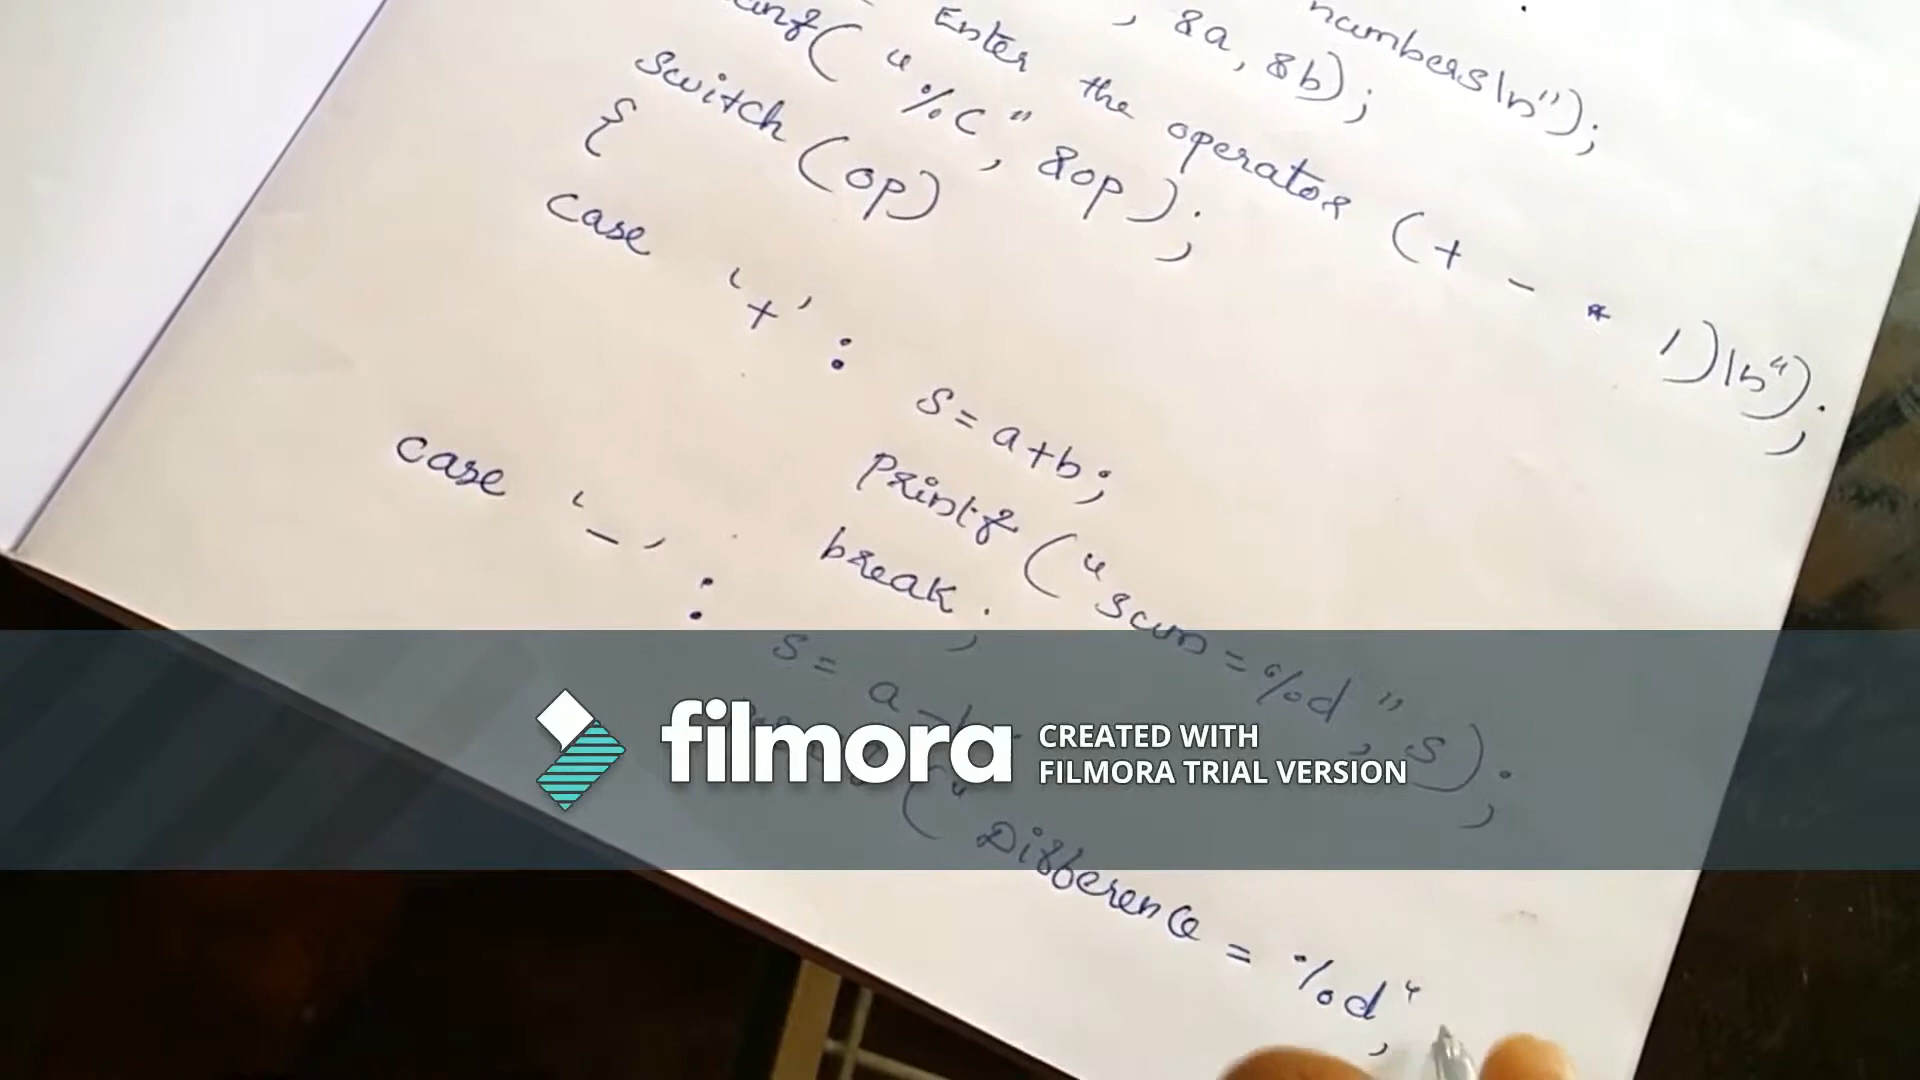 numbers\n");
, &a, &b);
Enter the operator (+ - * /)\n");
("%c", &op);
switch (op)
{
case '+' : s=a+b;
printf("sum=%d", s);
break;
case '-' : s=a-b
("Difference = %d",
filmora
CREATED WITH
FILMORA TRIAL VERSION